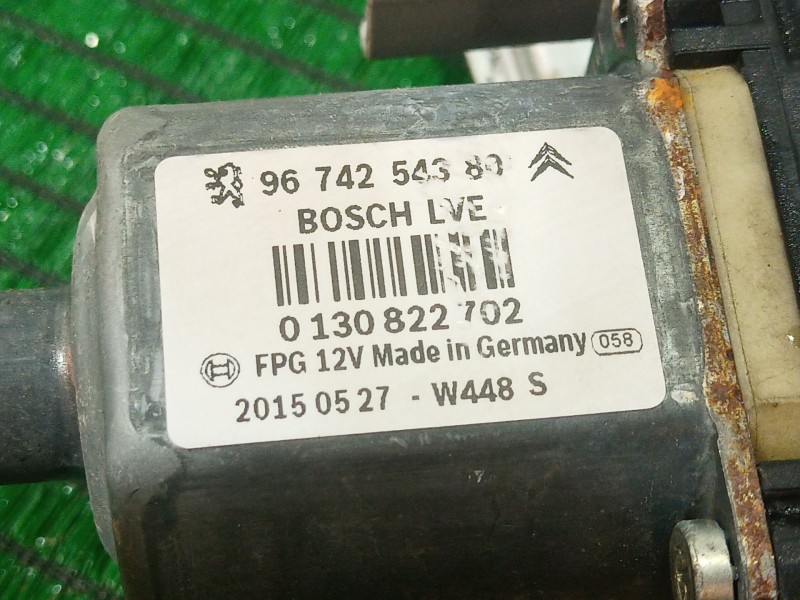 96 742 543 80
BOSCH LVE
0 130 822 702
FPG 12V Made in Germany 058
2015 05 27 - W448 S